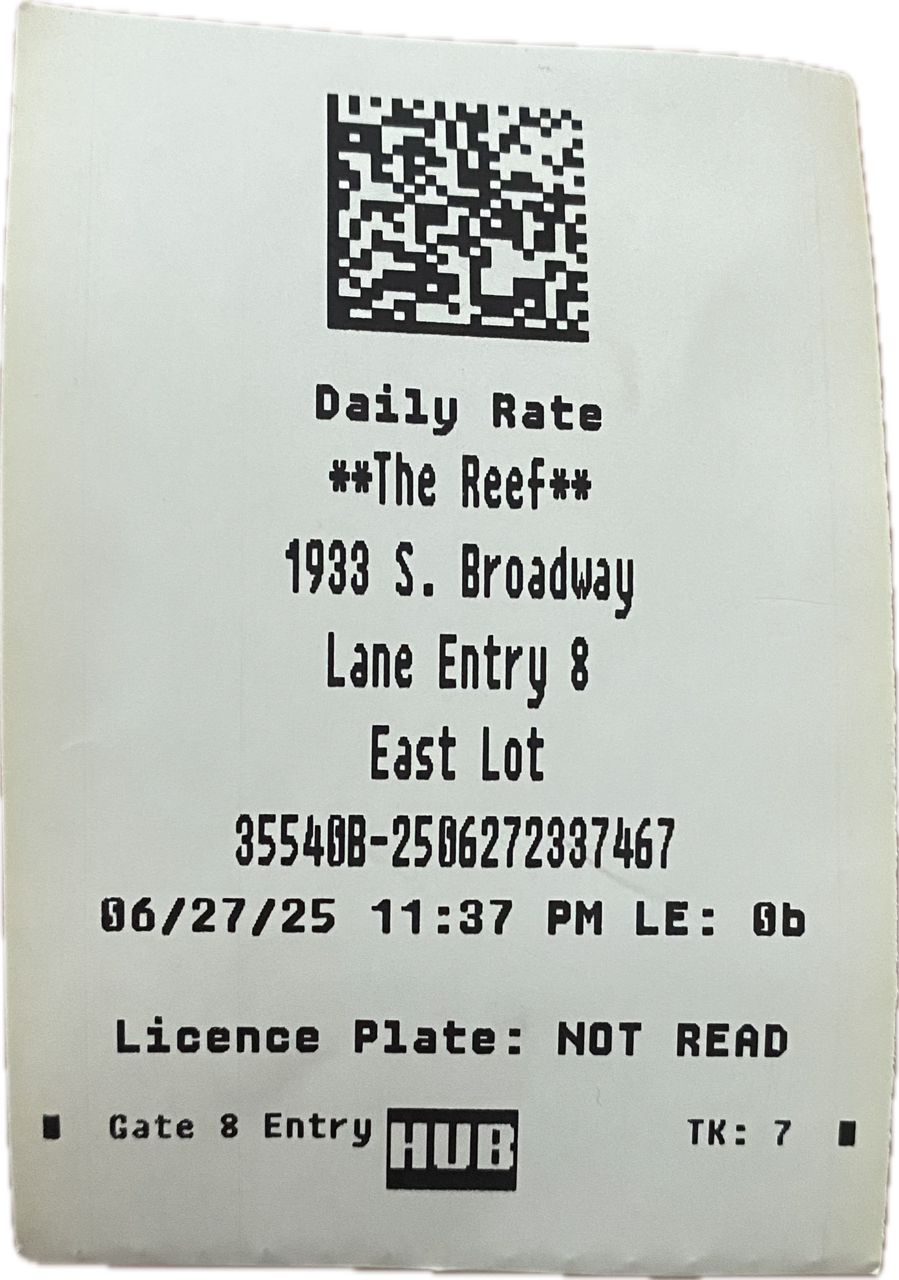 Daily Rate
**The Reef**
1933 S. Broadway
Lane Entry 8
East Lot
35540B-2506272337467
06/27/25 11:37 PM LE: 0b
Licence Plate: NOT READ
Gate 8 Entry HUB TK: 7